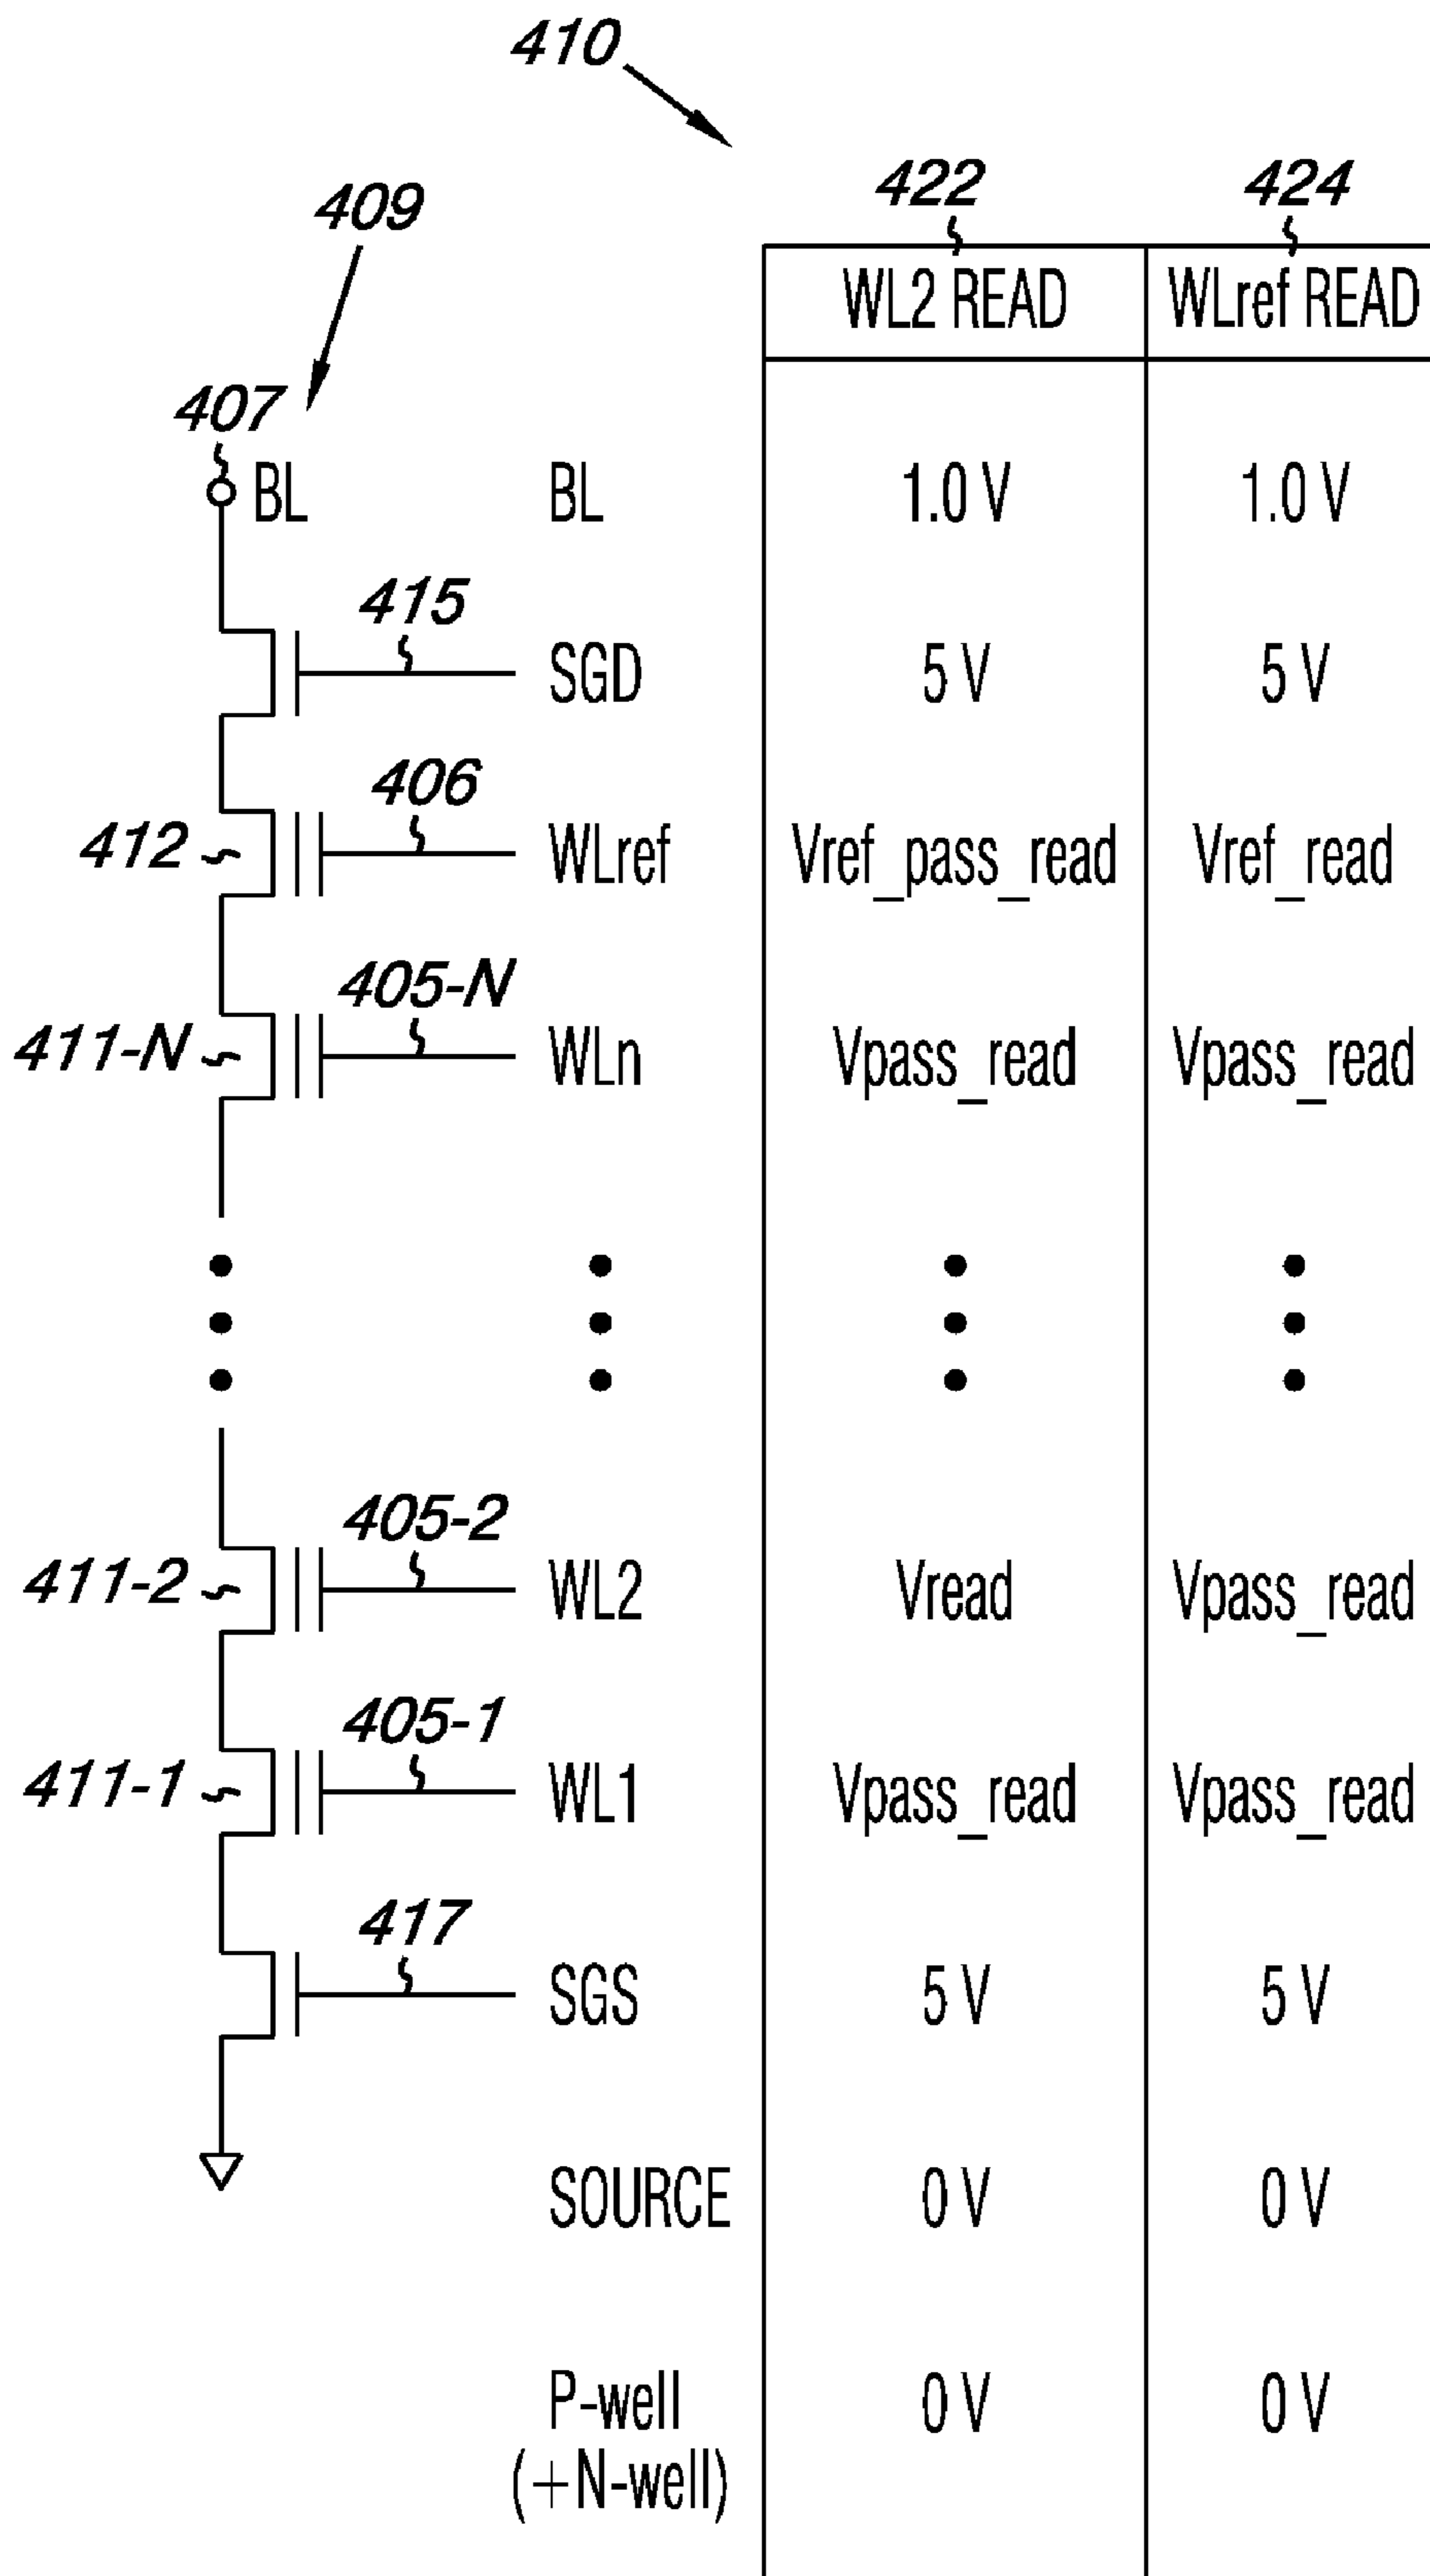 410
422 424
409
WL2 READ WLref READ
407
BL BL 1.0 V 1.0 V
415
SGD 5 V 5 V
406
412 WLref Vref_pass_read Vref_read
405-N
411-N WLn Vpass_read Vpass_read
405-2
411-2 WL2 Vread Vpass_read
405-1
411-1 WL1 Vpass_read Vpass_read
417
SGS 5 V 5 V
SOURCE 0 V 0 V
P-well 0 V 0 V
(+N-well)